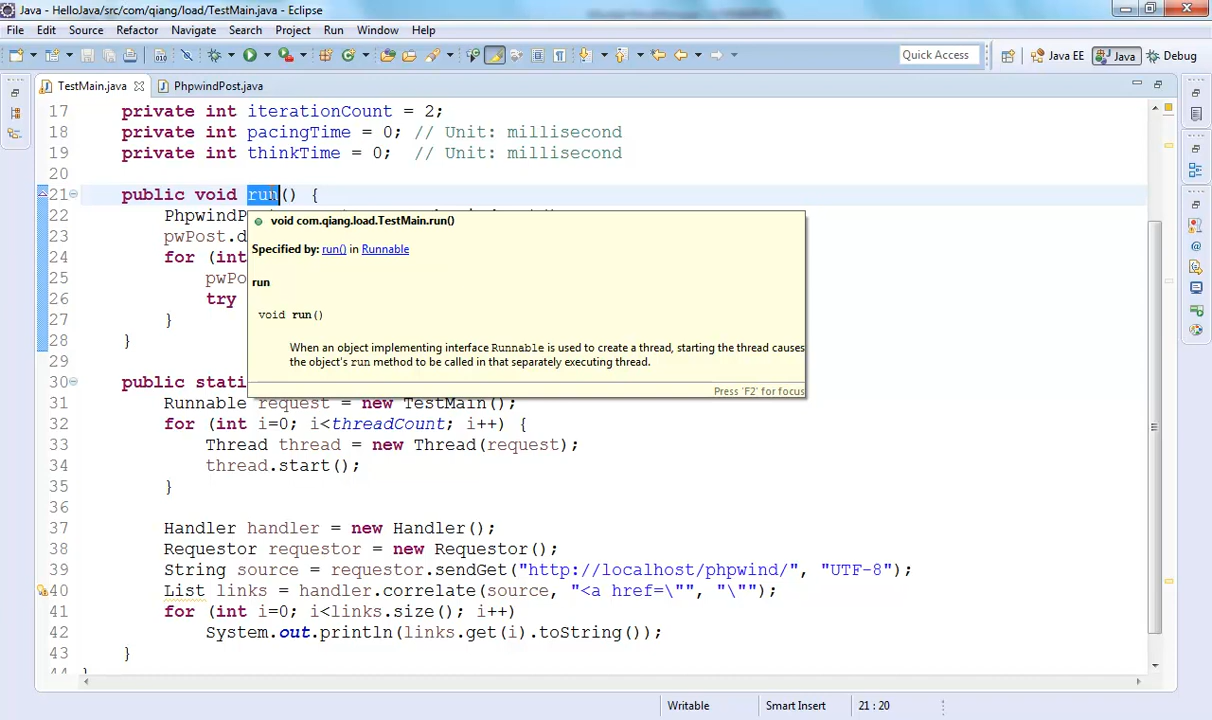 Java - HelloJava/src/com/qiang/load/TestMain.java - Eclipse
File Edit Source Refactor Navigate Search Project Run Window Help
Quick Access Java EE Java Debug
TestMain.java PhpwindPost.java
17 private int iterationCount = 2;
18 private int pacingTime = 0; // Unit: millisecond
19 private int thinkTime = 0; // Unit: millisecond
20
21 public void run() {
22 PhpwindP
void com.qiang.load.TestMain.run()
23 pwPost.d
Specified by: run() in Runnable
24 for (int
25 pwPo
run
26 try
void run()
27 }
28 }
When an object implementing interface Runnable is used to create a thread, starting the thread causes
the object's run method to be called in that separately executing thread.
29
30 public stati
Press 'F2' for focus
31 Runnable request = new TestMain();
32 for (int i=0; i<threadCount; i++) {
33 Thread thread = new Thread(request);
34 thread.start();
35 }
36
37 Handler handler = new Handler();
38 Requestor requestor = new Requestor();
39 String source = requestor.sendGet("http://localhost/phpwind/", "UTF-8");
40 List links = handler.correlate(source, "<a href=\"", "\"");
41 for (int i=0; i<links.size(); i++)
42 System.out.println(links.get(i).toString());
43 }
44 }
Writable Smart Insert 21 : 20